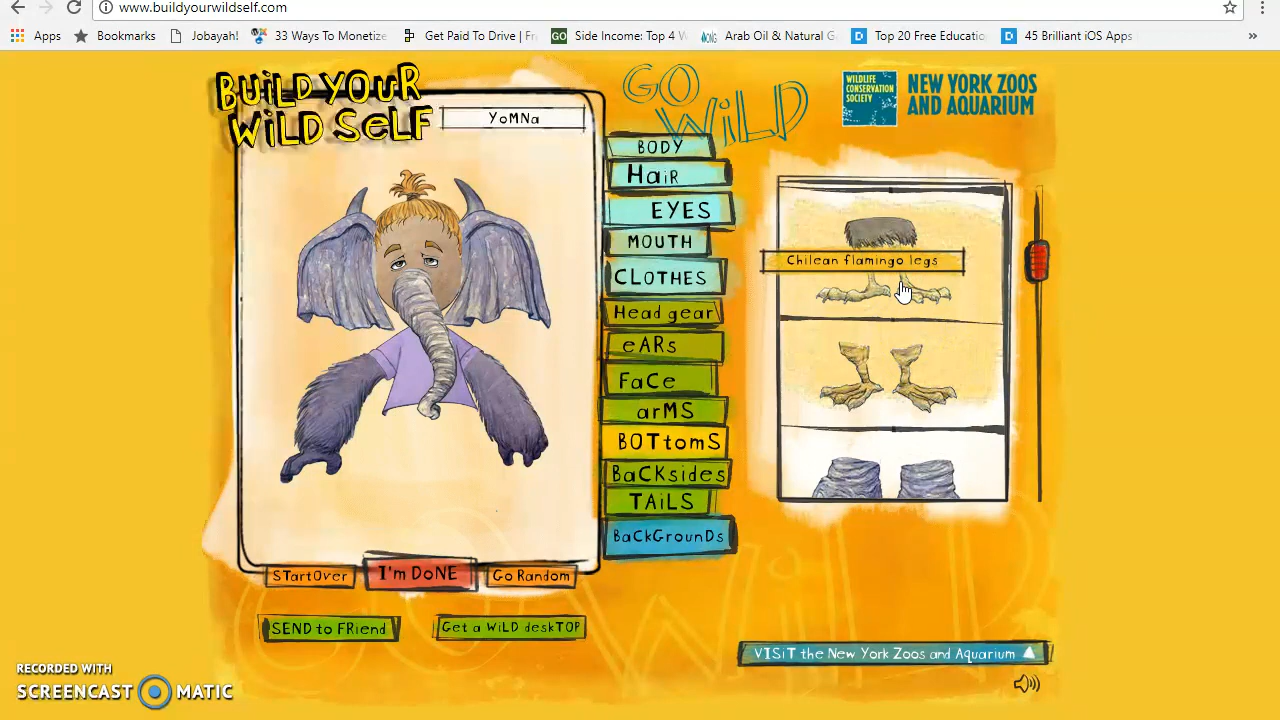 www.buildyourwildself.com
Apps Bookmarks Jobayah! 33 Ways To Monetize Get Paid To Drive | Fr GO Side Income: Top 4 W Arab Oil & Natural G D Top 20 Free Educatio D 45 Brilliant iOS Apps »
BUiLD YOuR
WiLD SeLF
YoMNa
GO
WiLD
WILDLIFE
CONSERVATION
SOCIETY
NEW YORK ZOOS
AND AQUARIUM
BODY
HaiR
EYES
MOUTH
CLOTHES
Head gear
eARs
FaCe
arMS
BOTtomS
BaCKsides
TAiLS
BaCKGrounDs
Chilean flamingo legs
STartOver
I'm DoNE
Go Random
SEND to FRiend
Get a WiLD deskTOP
GO WiLD
VISiT the New York Zoos and Aquarium
RECORDED WITH
SCREENCAST MATIC